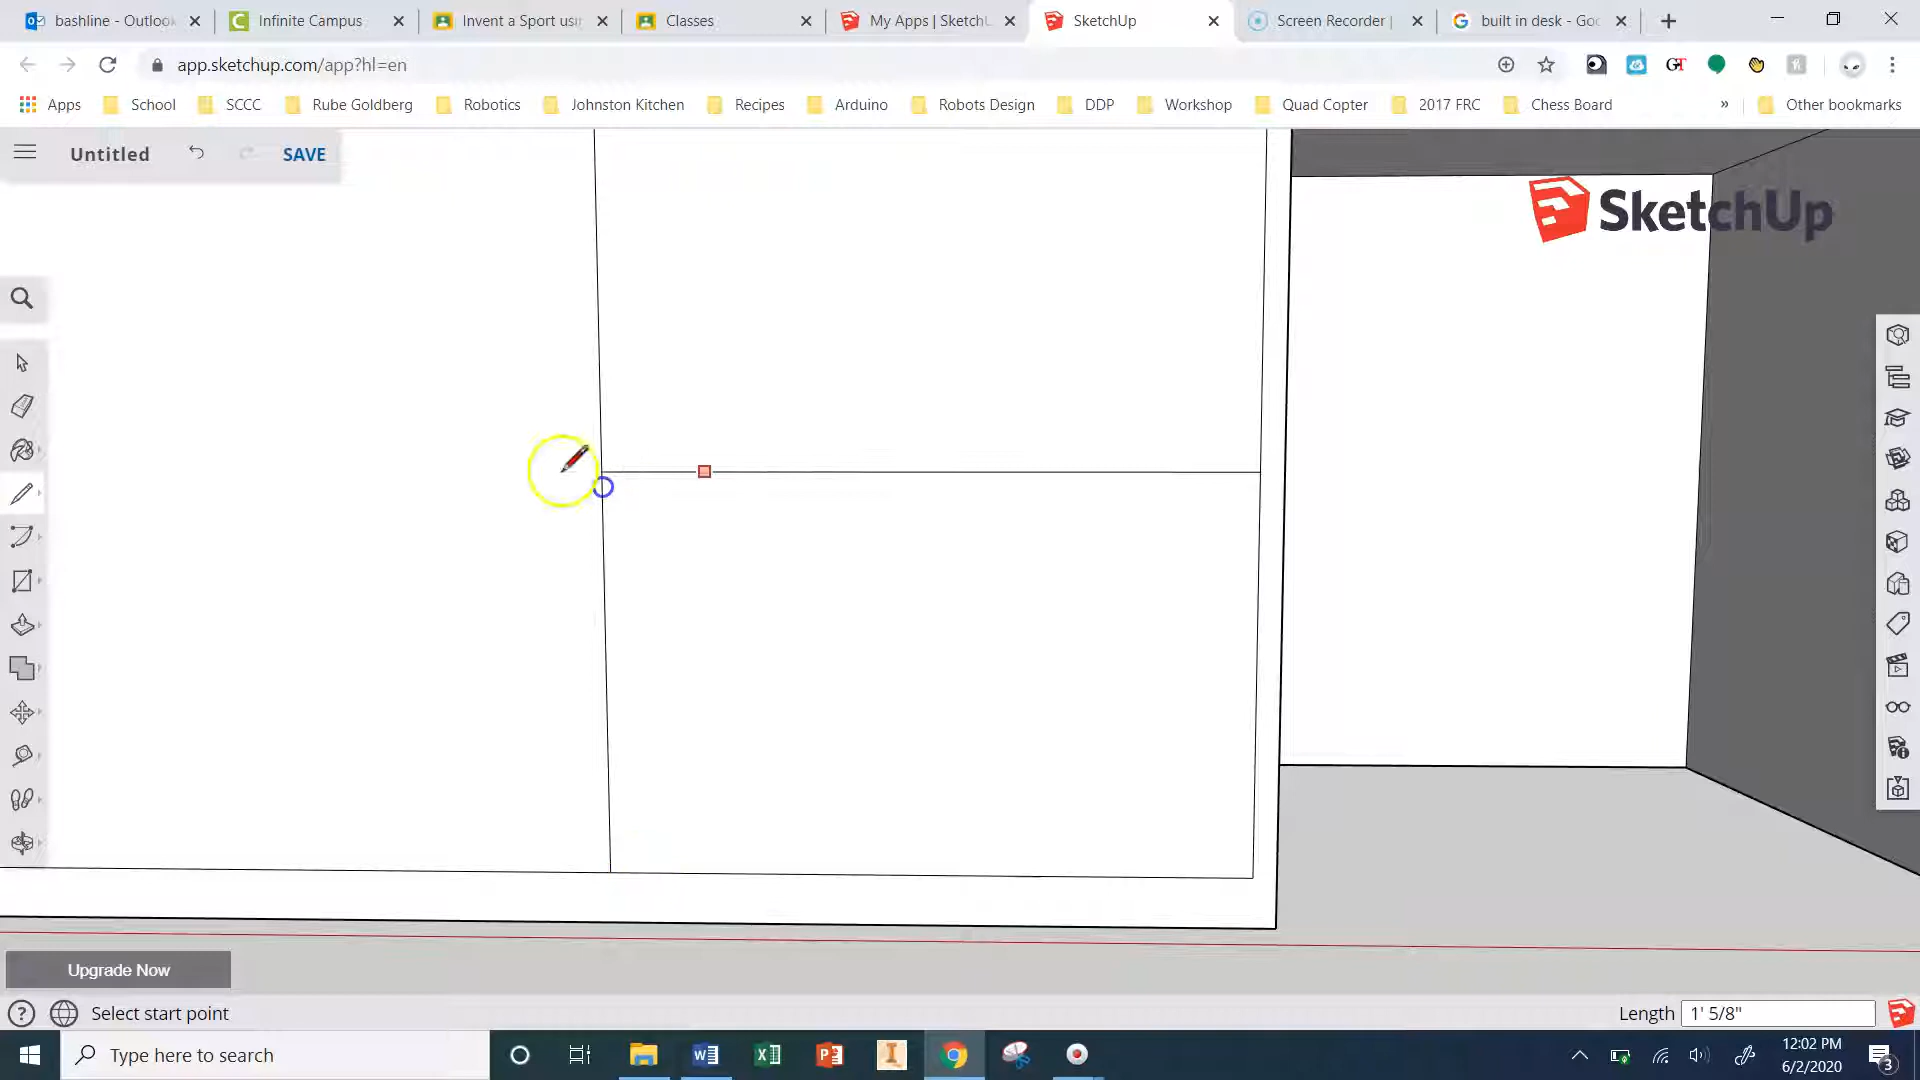 bashline - Outlook
Infinite Campus
Invent a Sport usin
Classes
My Apps | SketchU
SketchUp
Screen Recorder |
built in desk - Goo
app.sketchup.com/app?hl=en
Apps
School
SCCC
Rube Goldberg
Robotics
Johnston Kitchen
Recipes
Arduino
Robots Design
DDP
Workshop
Quad Copter
2017 FRC
Chess Board
»
Other bookmarks
Untitled
SAVE
SketchUp
Upgrade Now
Select start point
Length
1' 5/8"
Type here to search
12:02 PM
6/2/2020
3